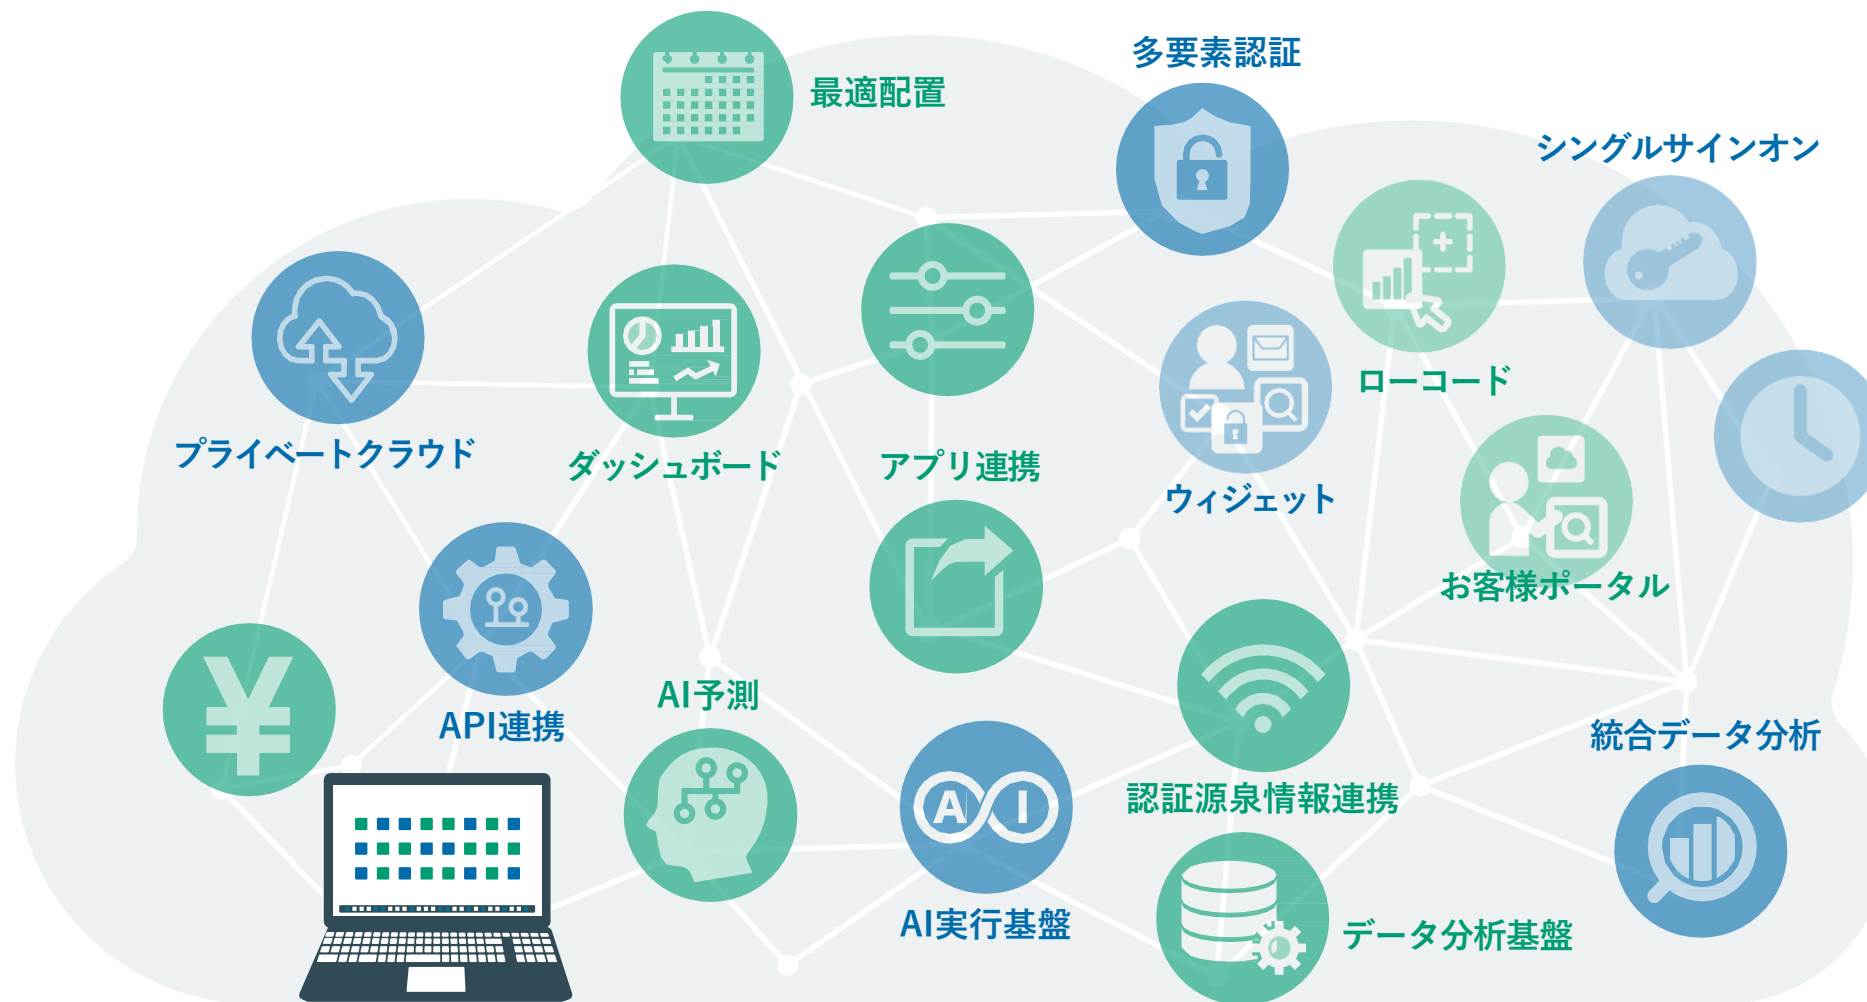 多要素認証
最適配置
シングルサインオン
ローコード
プライベートクラウド
ダッシュボード
アプリ連携
ウィジェット
お客様ポータル
¥
AI予測
API連携
統合データ分析
認証源泉情報連携
AI
AI実行基盤
データ分析基盤